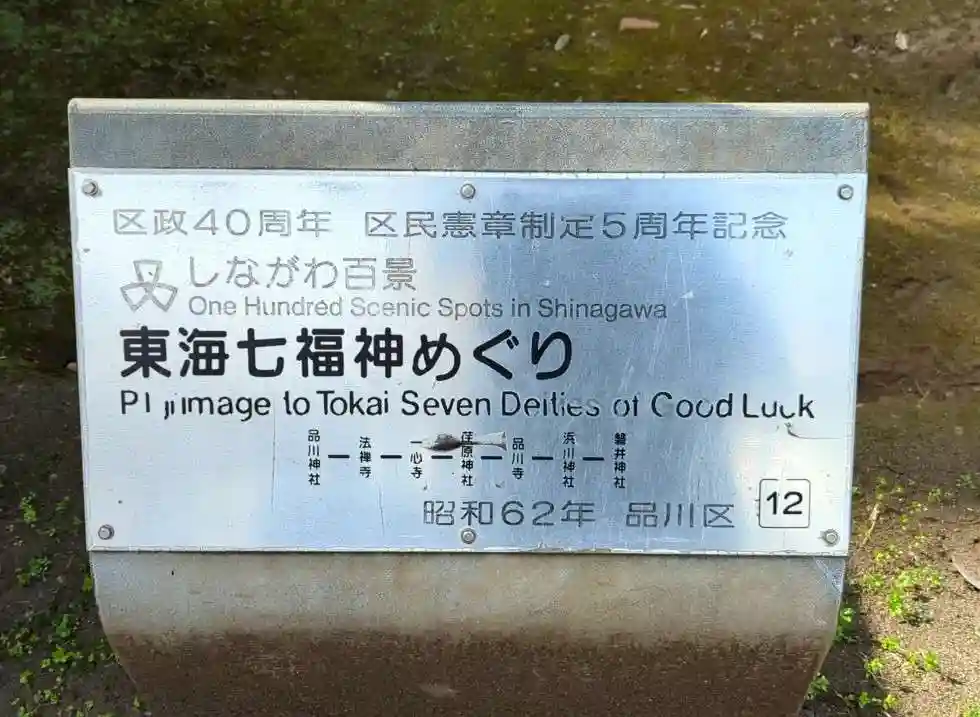 区政40周年 区民憲章制定5周年記念
しながわ百景
One Hundred Scenic Spots in Shinagawa
東海七福神めぐり
Pilgrimage to Tokai Seven Deities of Good Luck
品川神社―法禅寺―一心寺―荏原神社―品川寺―浜川神社―磐井神社
昭和62年 品川区 12